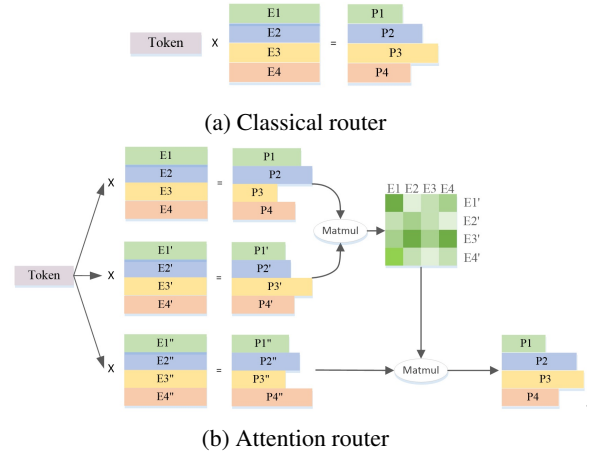 E1
P1
E2
P2
Token X E3 = P3
E4
P4
(a) Classical router
E1
P1
E2
P2
X E3 = P3
E4
P4
E1 E2 E3 E4
E1'
E2'
E3'
E4'
Matmul
E1'
P1'
E2'
P2'
Token X E3' = P3'
E4'
P4'
E1"
P1"
E2"
P2"
X E3" = P3"
E4"
P4"
Matmul
P1
P2
P3
P4
(b) Attention router